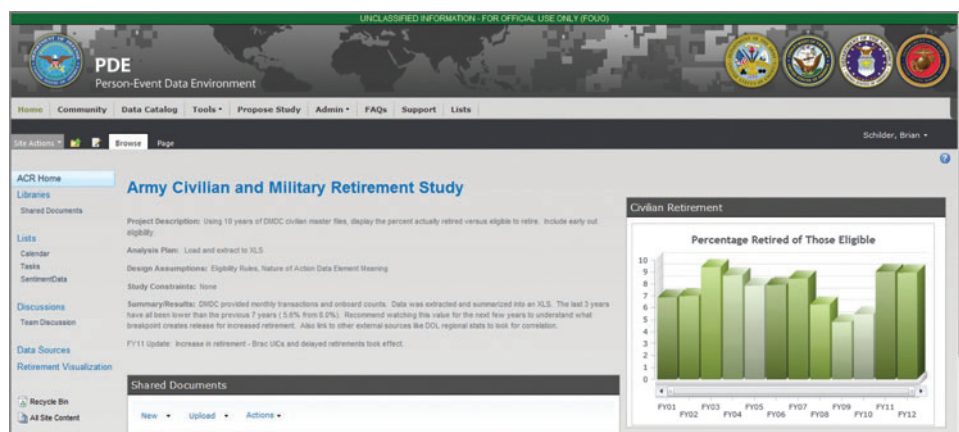 UNCLASSIFIED INFORMATION - FOR OFFICIAL USE ONLY (FOUO)
PDE
Person-Event Data Environment
Home Community Data Catalog Tools Propose Study Admin FAQs Support Lists
Site Actions Browse Page Schilder, Brian
ACR Home
Libraries
Shared Documents
Lists
Calendar
Tasks
SentimentData
Discussions
Team Discussion
Data Sources
Retirement Visualization
Recycle Bin
All Site Content
Army Civilian and Military Retirement Study
Project Description: Using 10 years of DMDC civilian master files, display the percent actually retired versus eligible to retire. Include early out
eligibility.
Analysis Plan: Load and extract to XLS
Design Assumptions: Eligibility Rules, Nature of Action Data Element Meaning
Study Constraints: None
Summary/Results: DMDC provided monthly transactions and onboard counts. Data was extracted and summarized into an XLS. The last 3 years
have all been lower than the previous 7 years (5.6% from 8.0%). Recommend watching this value for the next few years to understand what
breakpoint creates release for increased retirement. Also link to other external sources like DOL regional stats to look for correlation.
FY11 Update: Increase in retirement - Brac UICs and delayed retirements took effect.
Shared Documents
New Upload Actions
Civilian Retirement
Percentage Retired of Those Eligible
10
9
8
7
6
5
4
3
2
1
0
FY01 FY03 FY05 FY07 FY09 FY11
FY02 FY04 FY06 FY08 FY10 FY12